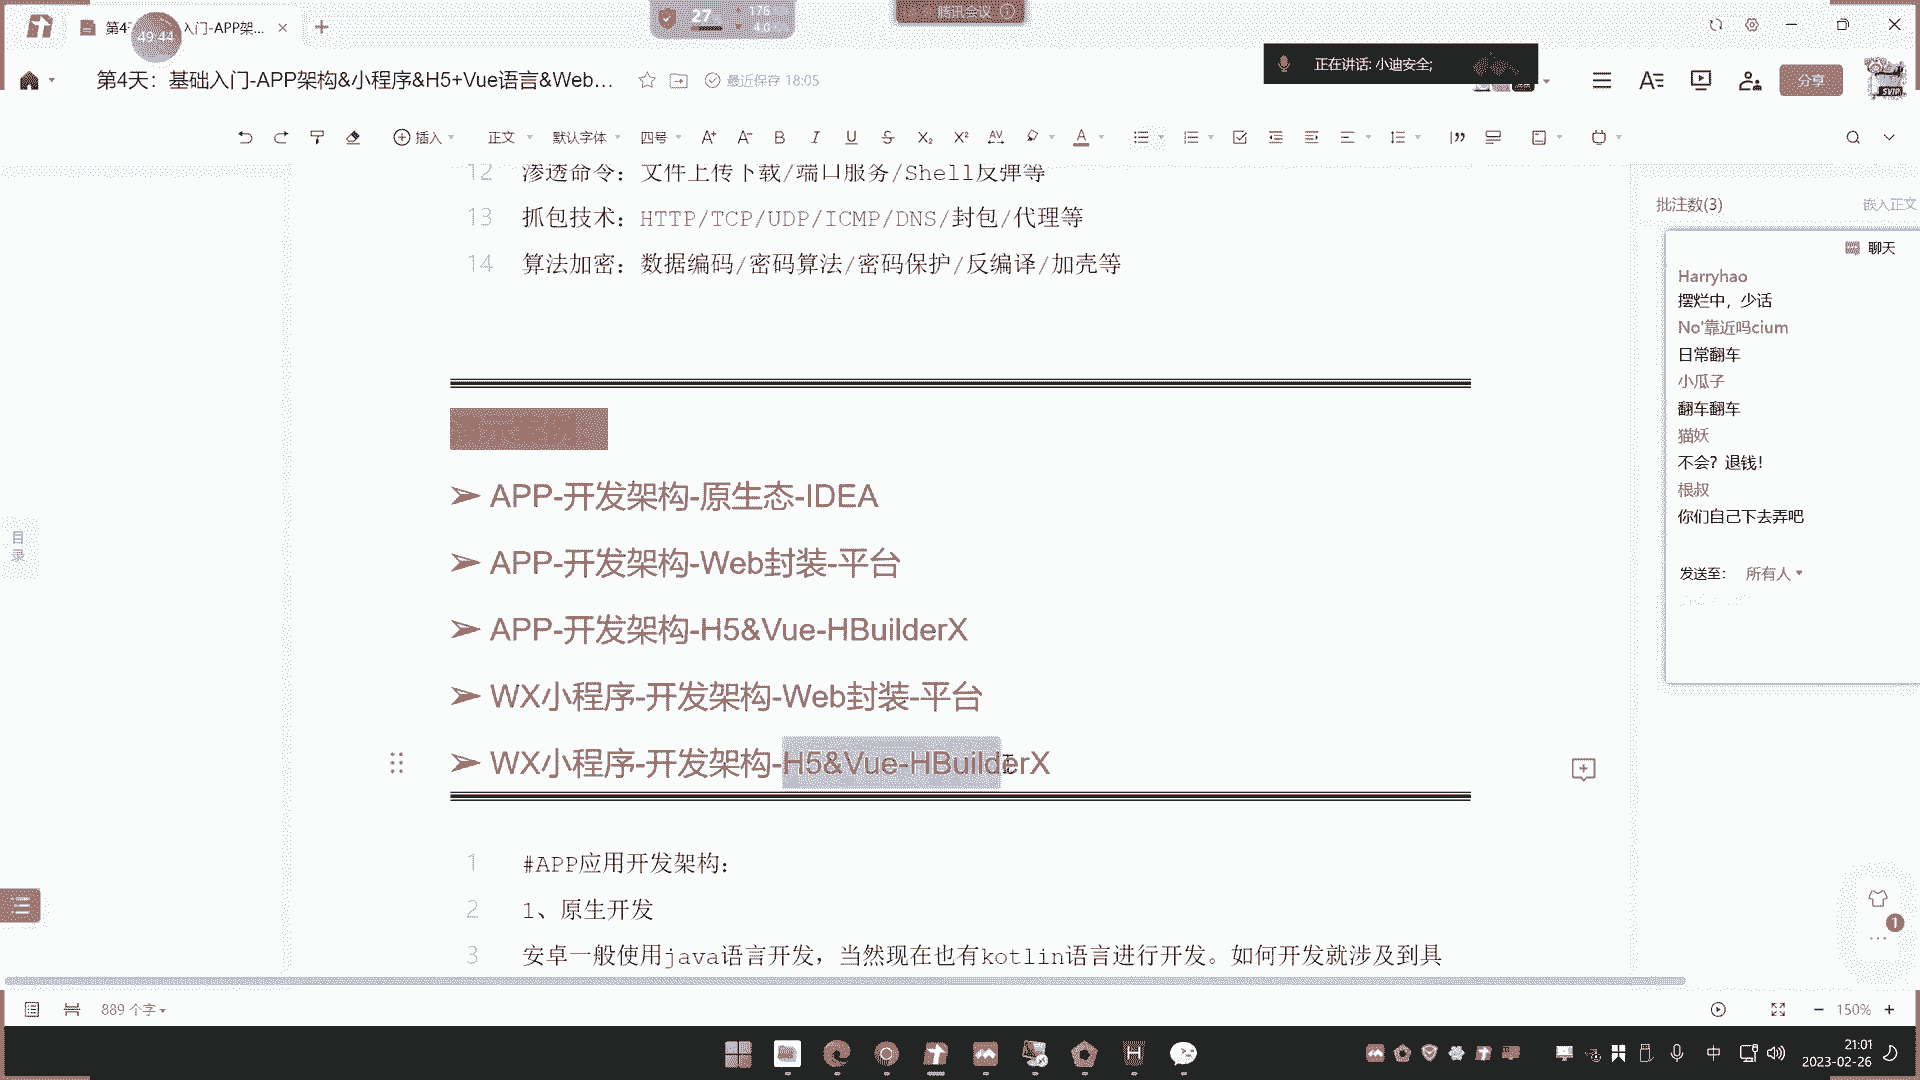 第4
入门-APP架...
49:44
27
176
4.0
腾讯会议
第4天：基础入门-APP架构&小程序&H5+Vue语言&Web...
最近保存 18:05
正在讲话: 小迪安全;
分享
SVIP
插入
正文
默认字体
四号
12 渗透命令：文件上传下载/端口服务/Shell反弹等
13 抓包技术：HTTP/TCP/UDP/ICMP/DNS/封包/代理等
14 算法加密：数据编码/密码算法/密码保护/反编译/加壳等
➢ APP-开发架构-原生态-IDEA
➢ APP-开发架构-Web封装-平台
➢ APP-开发架构-H5&Vue-HBuilderX
➢ WX小程序-开发架构-Web封装-平台
➢ WX小程序-开发架构-H5&Vue-HBuilderX
1 #APP应用开发架构：
2 1、原生开发
3 安卓一般使用java语言开发，当然现在也有kotlin语言进行开发。如何开发就涉及到具
目录
批注数(3)
嵌入正文
聊天
Harryhao
摆烂中，少话
No'靠近吗cium
日常翻车
小瓜子
翻车翻车
猫妖
不会？退钱！
根叔
你们自己下去弄吧
发送至：
所有人
1
889 个字
150%
中
21:01
2023-02-26